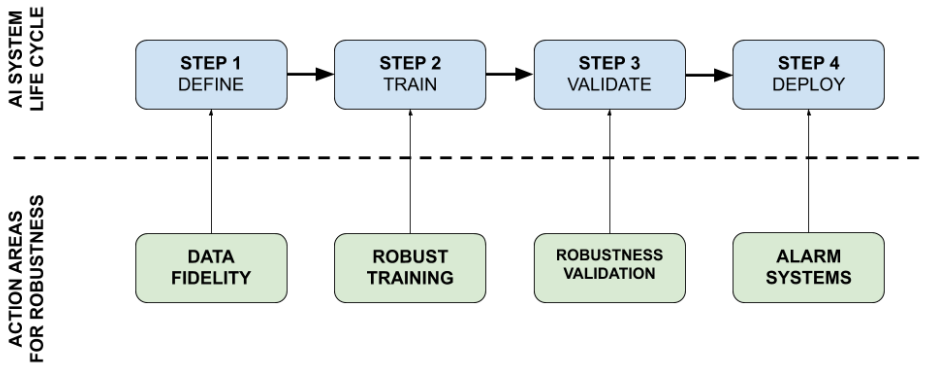 AI SYSTEM
LIFE CYCLE
STEP 1
DEFINE
STEP 2
TRAIN
STEP 3
VALIDATE
STEP 4
DEPLOY
ACTION AREAS
FOR ROBUSTNESS
DATA
FIDELITY
ROBUST
TRAINING
ROBUSTNESS
VALIDATION
ALARM
SYSTEMS